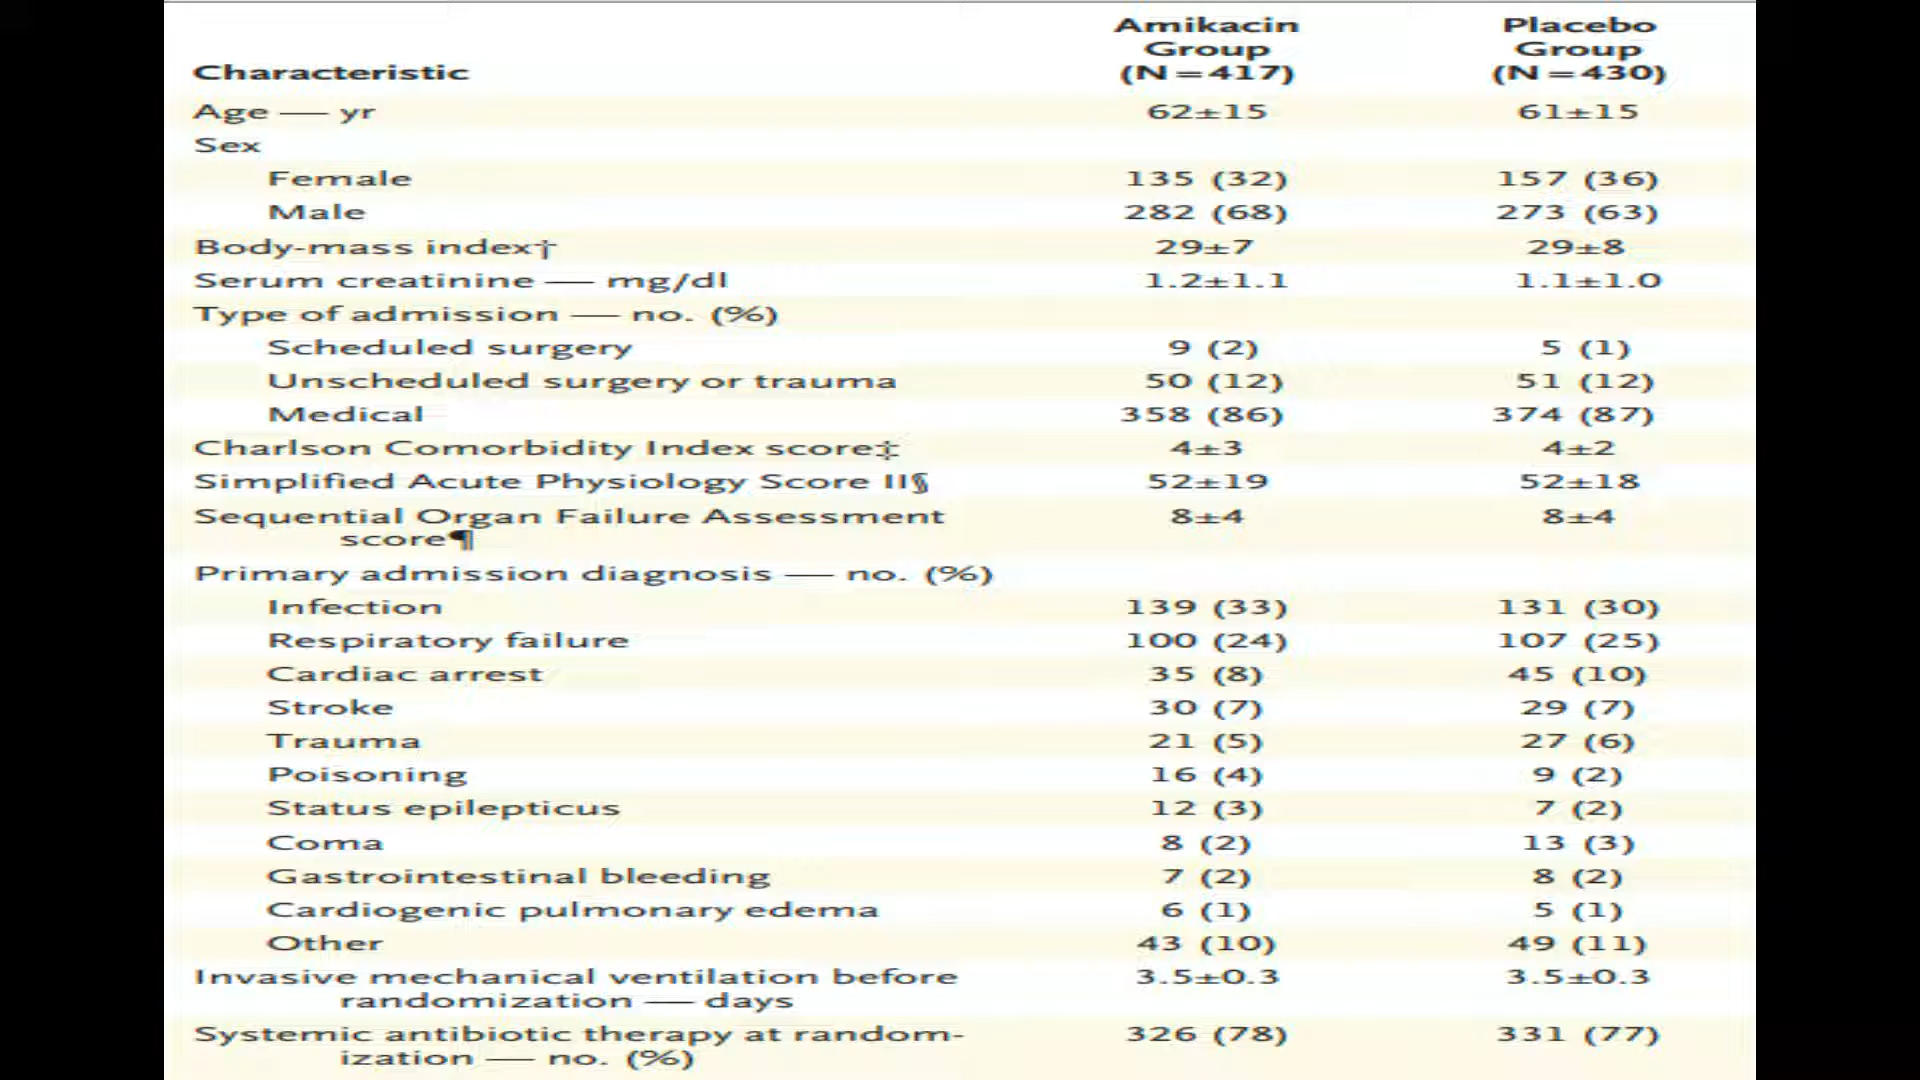 Characteristic Amikacin Group (N=417) Placebo Group (N=430)
Age — yr 62±15 61±15
Sex
Female 135 (32) 157 (36)
Male 282 (68) 273 (63)
Body-mass index† 29±7 29±8
Serum creatinine — mg/dl 1.2±1.1 1.1±1.0
Type of admission — no. (%)
Scheduled surgery 9 (2) 5 (1)
Unscheduled surgery or trauma 50 (12) 51 (12)
Medical 358 (86) 374 (87)
Charlson Comorbidity Index score‡ 4±3 4±2
Simplified Acute Physiology Score II§ 52±19 52±18
Sequential Organ Failure Assessment 8±4 8±4
score¶
Primary admission diagnosis — no. (%)
Infection 139 (33) 131 (30)
Respiratory failure 100 (24) 107 (25)
Cardiac arrest 35 (8) 45 (10)
Stroke 30 (7) 29 (7)
Trauma 21 (5) 27 (6)
Poisoning 16 (4) 9 (2)
Status epilepticus 12 (3) 7 (2)
Coma 8 (2) 13 (3)
Gastrointestinal bleeding 7 (2) 8 (2)
Cardiogenic pulmonary edema 6 (1) 5 (1)
Other 43 (10) 49 (11)
Invasive mechanical ventilation before 3.5±0.3 3.5±0.3
randomization — days
Systemic antibiotic therapy at random- 326 (78) 331 (77)
ization — no. (%)